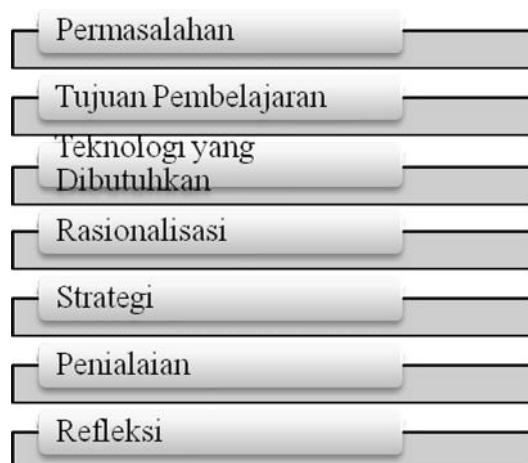 Permasalahan
Tujuan Pembelajaran
Teknologi yang
Dibutuhkan
Rasionalisasi
Strategi
Penialaian
Refleksi